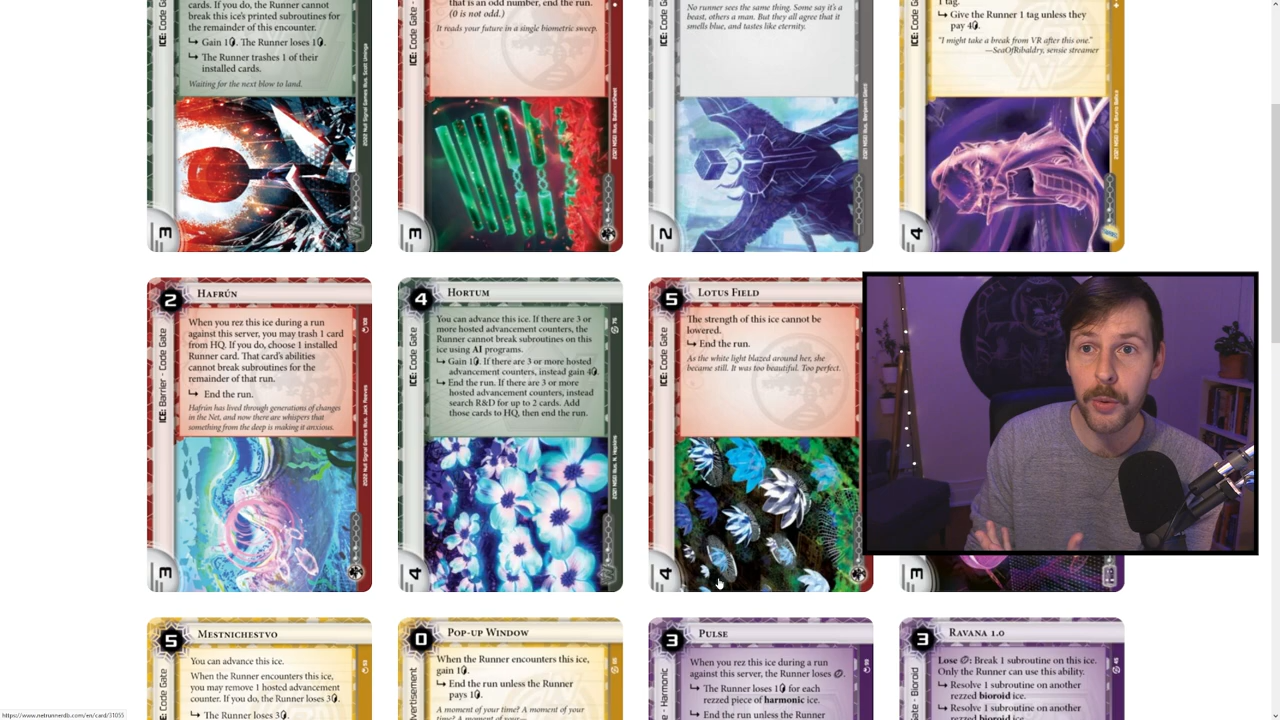 cards. If you do, the Runner cannot
break this ice's printed subroutines for
the remainder of this encounter.
↳ Gain 1. The Runner loses 1.
↳ The Runner trashes 1 of their
installed cards.
Waiting for the next blow to land.
ICE: Code G
3
that is an odd number, end the run.
(0 is not odd.)
It reads your future in a single biometric sweep.
ICE: Code Gate
3
No runner sees the same thing. Some say it's a
beast, others a man. But they all agree that it
smells blue, and tastes like eternity.
ICE: Code Ga
2
1 tag.
↳ Give the Runner 1 tag unless they
pay 4.
"I might take a break from VR after this one."
—SeaOfRibaldry, sensie streamer
ICE: Code G
4
2
HAFRÚN
ICE: Barrier - Code Gate
When you rez this ice during a run
against this server, you may trash 1 card
from HQ. If you do, choose 1 installed
Runner card. That card's abilities
cannot break subroutines for the
remainder of that run.
↳ End the run.
Hafrún has lived through generations of changes
in the Net, and now there are whispers that
something from the deep is making it anxious.
3
4
HORTUM
ICE: Code Gate
You can advance this ice. If there are 3 or
more hosted advancement counters, the
Runner cannot break subroutines on this
ice using AI programs.
↳ Gain 1. If there are 3 or more hosted
advancement counters, instead gain 4.
↳ End the run. If there are 3 or more
hosted advancement counters, instead
search R&D for up to 2 cards. Add
those cards to HQ, then end the run.
4
5
LOTUS FIELD
ICE: Code Gate
The strength of this ice cannot be
lowered.
↳ End the run.
As the white light blazed around her, she
became still. It was too beautiful. Too perfect.
4
3
5
MESTNICHESTVO
Code Gate
You can advance this ice.
When the Runner encounters this ice,
you may remove 1 hosted advancement
counter. If you do, the Runner loses 3.
↳ The Runner loses 3.
0
POP-UP WINDOW
vertisement
When the Runner encounters this ice,
gain 1.
↳ End the run unless the Runner
pays 1.
A moment of your time? A moment of
your time? A moment of your—
3
PULSE
- Harmonic
When you rez this ice during a run
against this server, the Runner loses
↳ The Runner loses 1 for each
rezzed piece of harmonic ice.
↳ End the run unless the Runner
3
RAVANA 1.0
Gate - Bioroid
Lose : Break 1 subroutine on this ice.
Only the Runner can use this ability.
↳ Resolve 1 subroutine on another
rezzed bioroid ice.
↳ Resolve 1 subroutine on another
rezzed bioroid ice.
https://www.netrunnerdb.com/en/card/31055